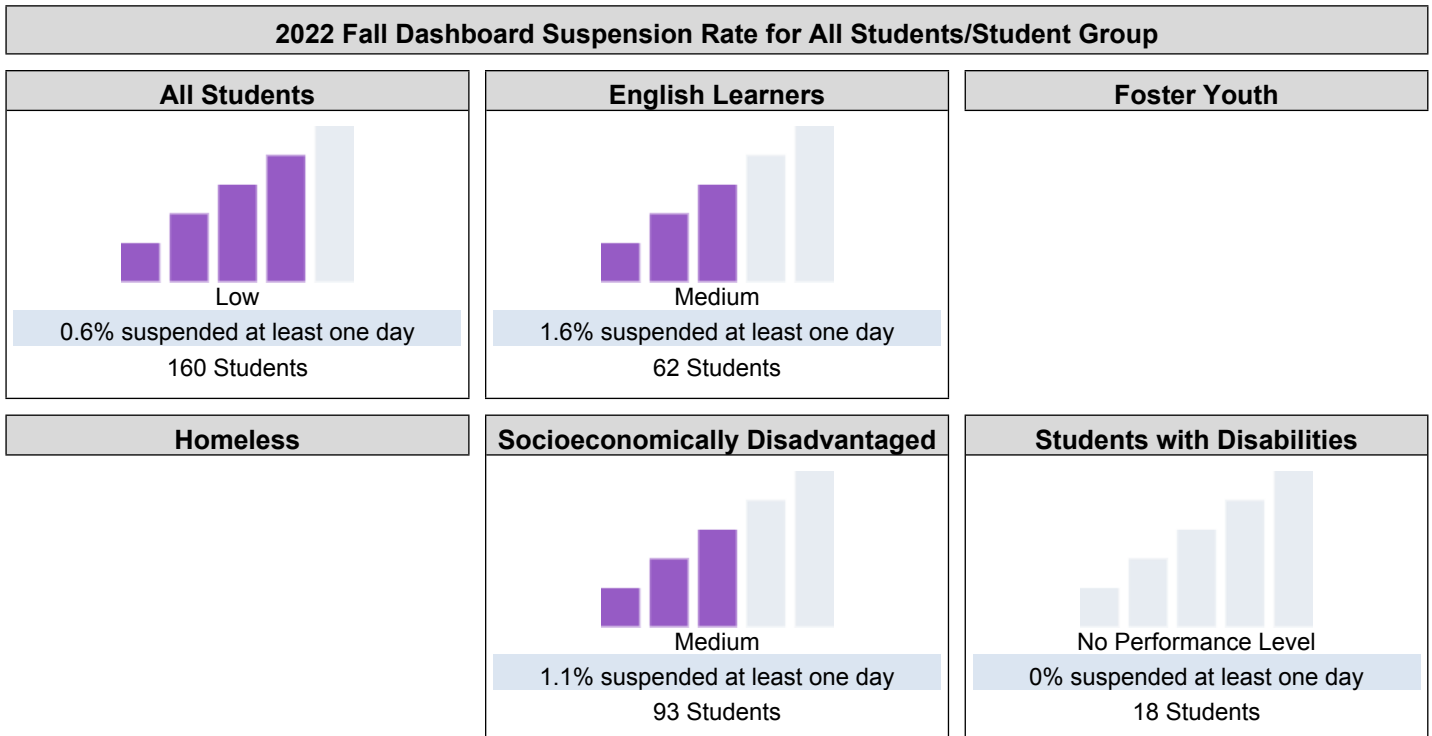 2022 Fall Dashboard Suspension Rate for All Students/Student Group
All Students
Low
0.6% suspended at least one day
160 Students
English Learners
Medium
1.6% suspended at least one day
62 Students
Foster Youth
Homeless
Socioeconomically Disadvantaged
Medium
1.1% suspended at least one day
93 Students
Students with Disabilities
No Performance Level
0% suspended at least one day
18 Students